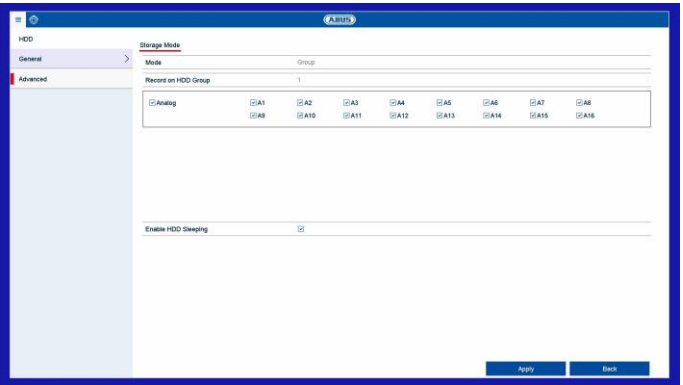 ABUS
HDD
General
Advanced
Storage Mode
Mode Group
Record on HDD Group 1
Analog A1 A2 A3 A4 A5 A6 A7 A8
A9 A10 A11 A12 A13 A14 A15 A16
Enable HDD Sleeping
Apply Back